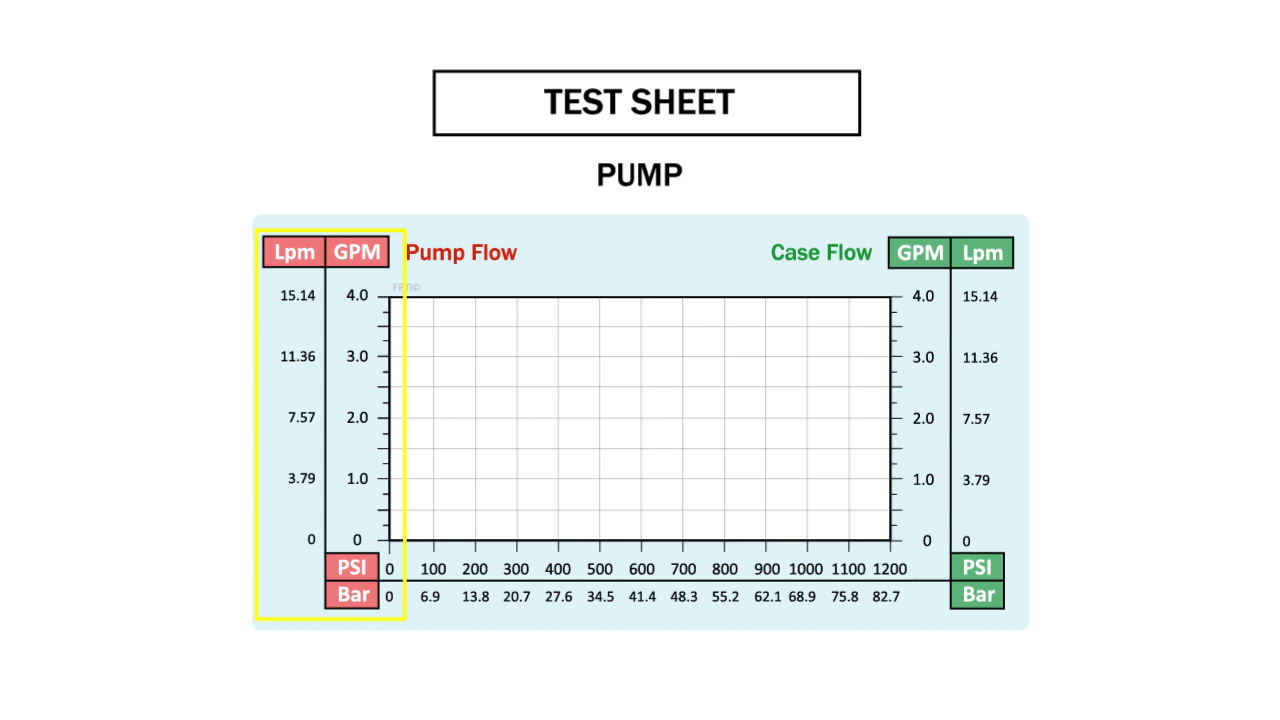 TEST SHEET
PUMP
Lpm GPM Pump Flow Case Flow GPM Lpm
FPTI©
15.14 4.0 4.0 15.14
11.36 3.0 3.0 11.36
7.57 2.0 2.0 7.57
3.79 1.0 1.0 3.79
0 0 0 0
PSI 0 100 200 300 400 500 600 700 800 900 1000 1100 1200 PSI
Bar 0 6.9 13.8 20.7 27.6 34.5 41.4 48.3 55.2 62.1 68.9 75.8 82.7 Bar